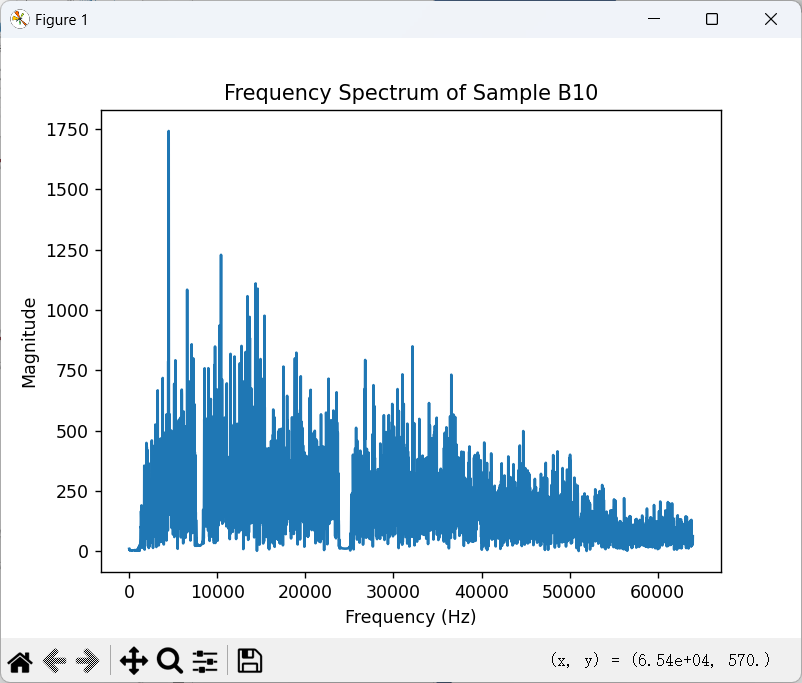 Figure 1
Frequency Spectrum of Sample B10
1750
1500
1250
1000
750
500
250
0
Magnitude
0 10000 20000 30000 40000 50000 60000
Frequency (Hz)
(x, y) = (6.54e+04, 570.)